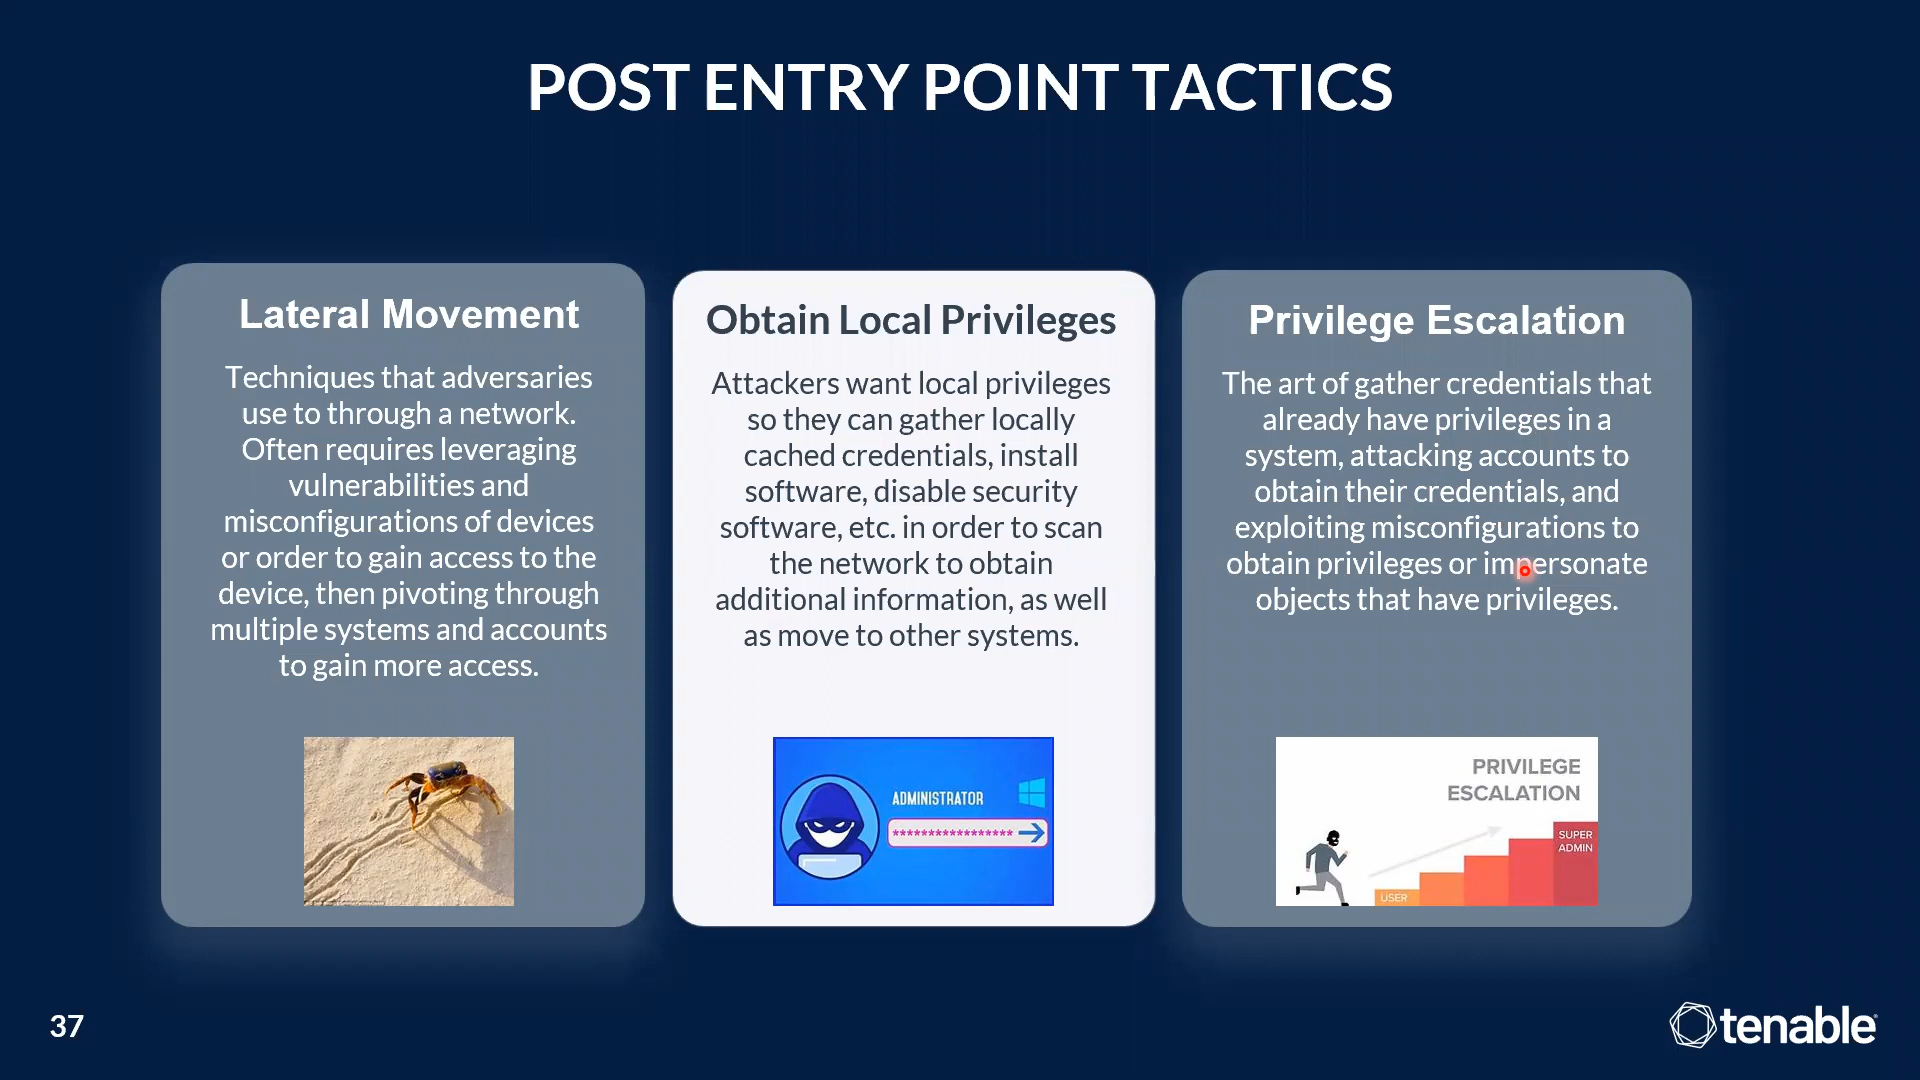 POST ENTRY POINT TACTICS
Lateral Movement
Techniques that adversaries
use to through a network.
Often requires leveraging
vulnerabilities and
misconfigurations of devices
or order to gain access to the
device, then pivoting through
multiple systems and accounts
to gain more access.
Obtain Local Privileges
Attackers want local privileges
so they can gather locally
cached credentials, install
software, disable security
software, etc. in order to scan
the network to obtain
additional information, as well
as move to other systems.
ADMINISTRATOR
*****************
Privilege Escalation
The art of gather credentials that
already have privileges in a
system, attacking accounts to
obtain their credentials, and
exploiting misconfigurations to
obtain privileges or impersonate
objects that have privileges.
PRIVILEGE
ESCALATION
SUPER
ADMIN
USER
37
tenable